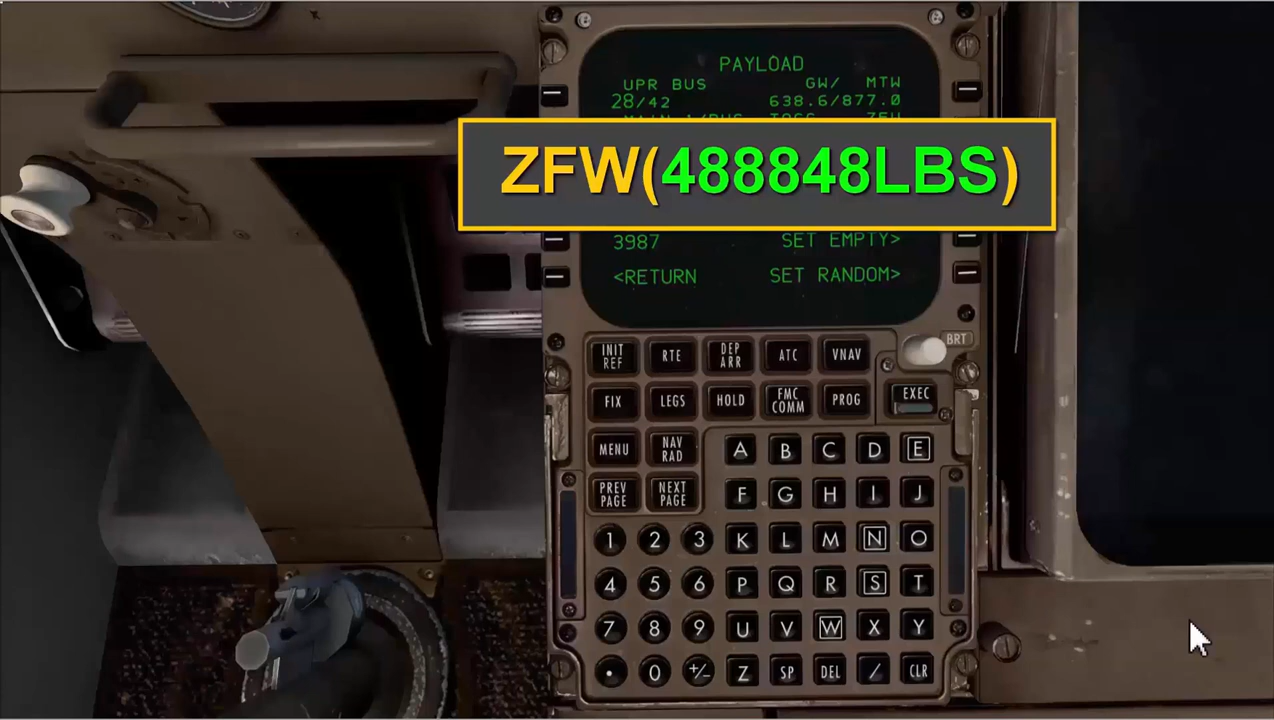 PAYLOAD
UPR BUS GW/ MTW
28/42 638.6/877.0
ZFW(488848LBS)
3987 SET EMPTY>
<RETURN SET RANDOM>
BRT
INIT REF RTE DEP ARR ATC VNAV
FIX LEGS HOLD FMC COMM PROG EXEC
MENU NAV RAD A B C D E
PREV PAGE NEXT PAGE F G H I J
1 2 3 K L M N O
4 5 6 P Q R S T
7 8 9 U V W X Y
. 0 +/- Z SP DEL / CLR